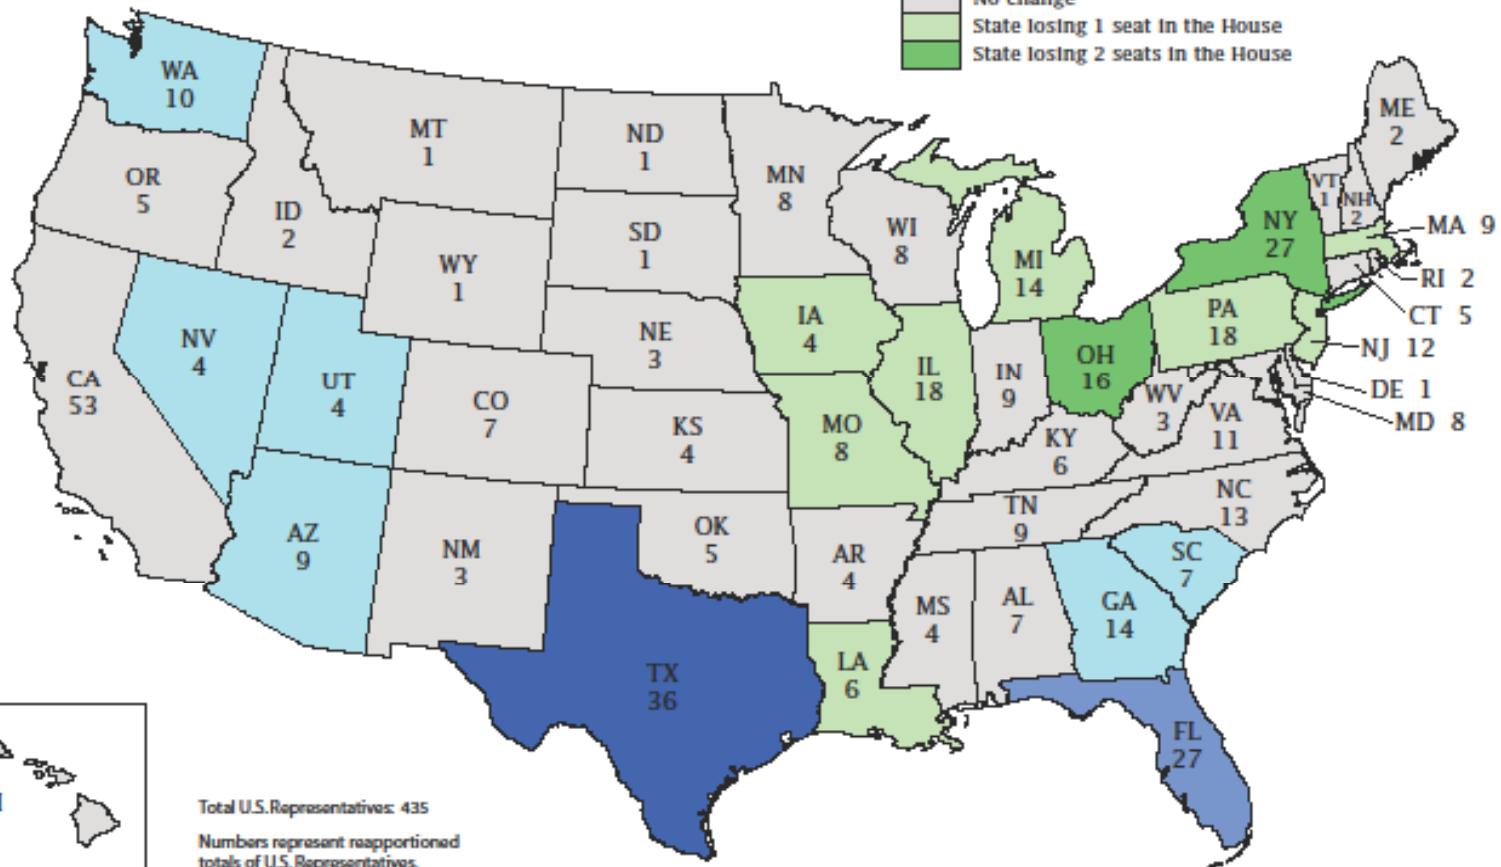 No change
State losing 1 seat in the House
State losing 2 seats in the House
WA
10
MT
1
ND
1
MN
8
ME
2
OR
5
ID
2
SD
1
WI
8
VT
1
NH
2
NY
27
MA 9
WY
1
MI
14
RI 2
CT 5
NV
4
UT
4
NE
3
IA
4
PA
18
NJ 12
CA
53
CO
7
IL
18
IN
9
OH
16
DE 1
WV
3
MD 8
KS
4
MO
8
VA
11
KY
6
AZ
9
NM
3
OK
5
AR
4
TN
9
NC
13
SC
7
MS
4
AL
7
GA
14
TX
36
LA
6
FL
27
Total U.S.Representatives: 435
Numbers represent reapportioned
totals of U.S.Representatives.